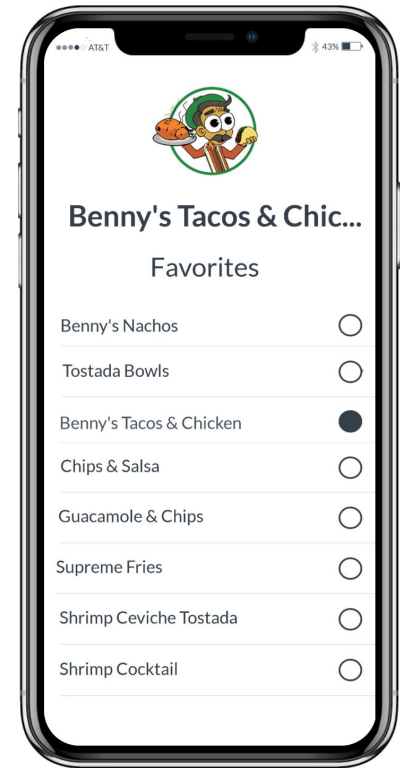 AT&T
43%
Benny's Tacos & Chic...
Favorites
Benny's Nachos
Tostada Bowls
Benny's Tacos & Chicken
Chips & Salsa
Guacamole & Chips
Supreme Fries
Shrimp Ceviche Tostada
Shrimp Cocktail